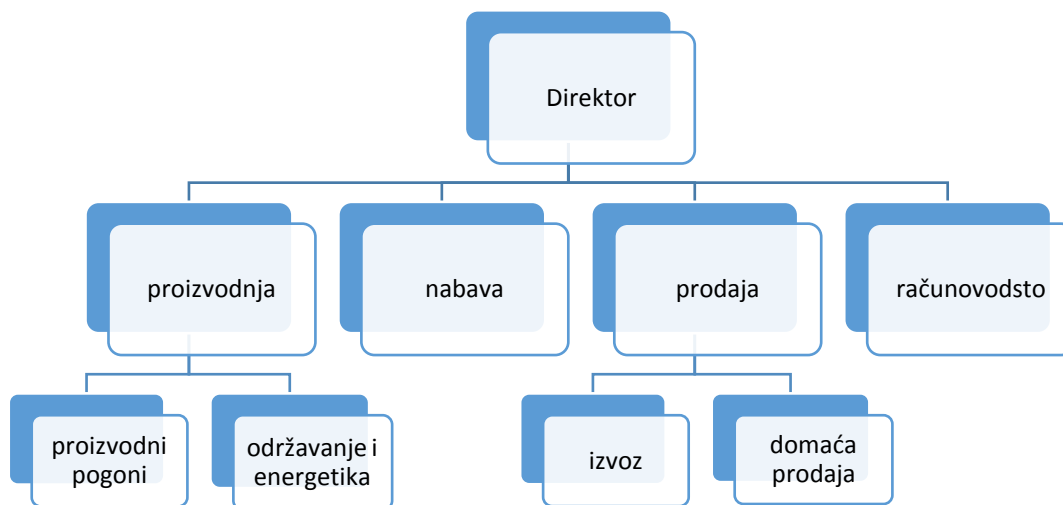 Direktor
proizvodnja
nabava
prodaja
računovodsto
proizvodni
pogoni
održavanje i
energetika
izvoz
domaća
prodaja